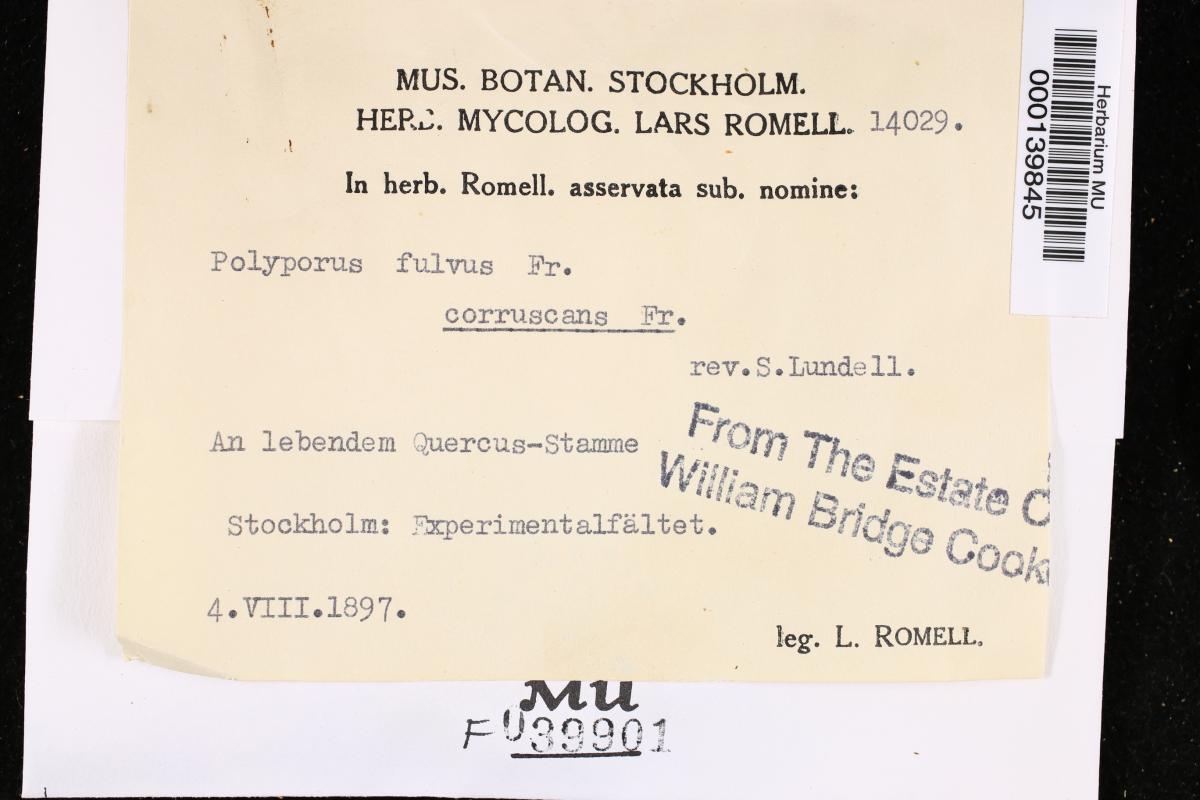 MUS. BOTAN. STOCKHOLM.
HERB. MYCOLOG. LARS ROMELL. 14029.
In herb. Romell. asservata sub. nomine:
Polyporus fulvus Fr.
corruscans Fr.
rev.S.Lundell.
An lebendem Quercus-Stamme
From The Estate O
William Bridge Cook
Stockholm: Experimentalfältet.
4.VIII.1897.
leg. L. ROMELL.
MU
F 039901
Herbarium MU
000139845